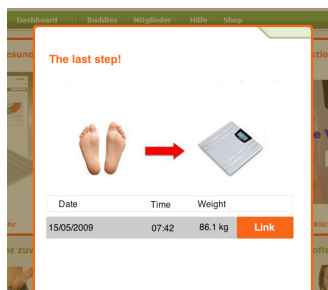 Dashboard Buddies Mitglieder Hilfe Shop
The last step!
Date Time Weight
15/05/2009 07:42 86.1 kg Link